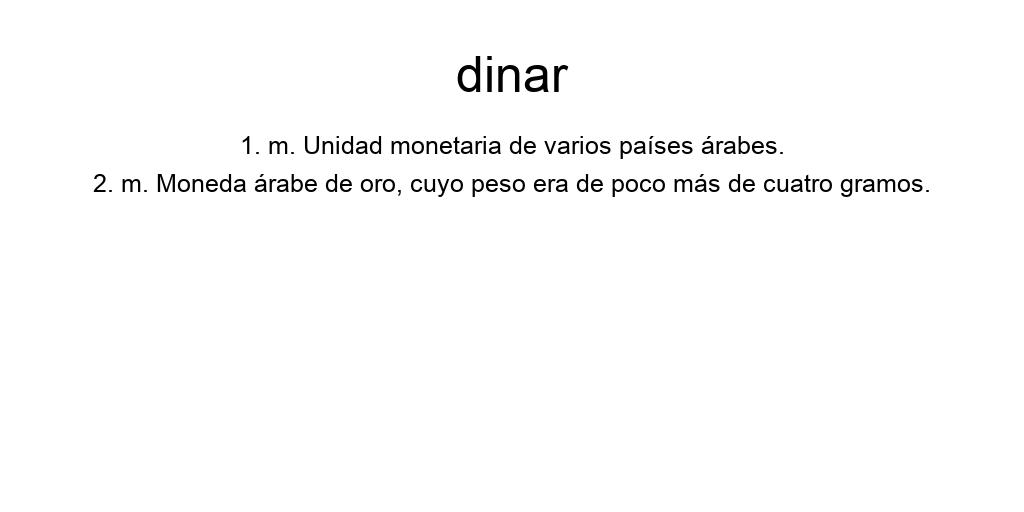 dinar
1. m. Unidad monetaria de varios países árabes.
2. m. Moneda árabe de oro, cuyo peso era de poco más de cuatro gramos.